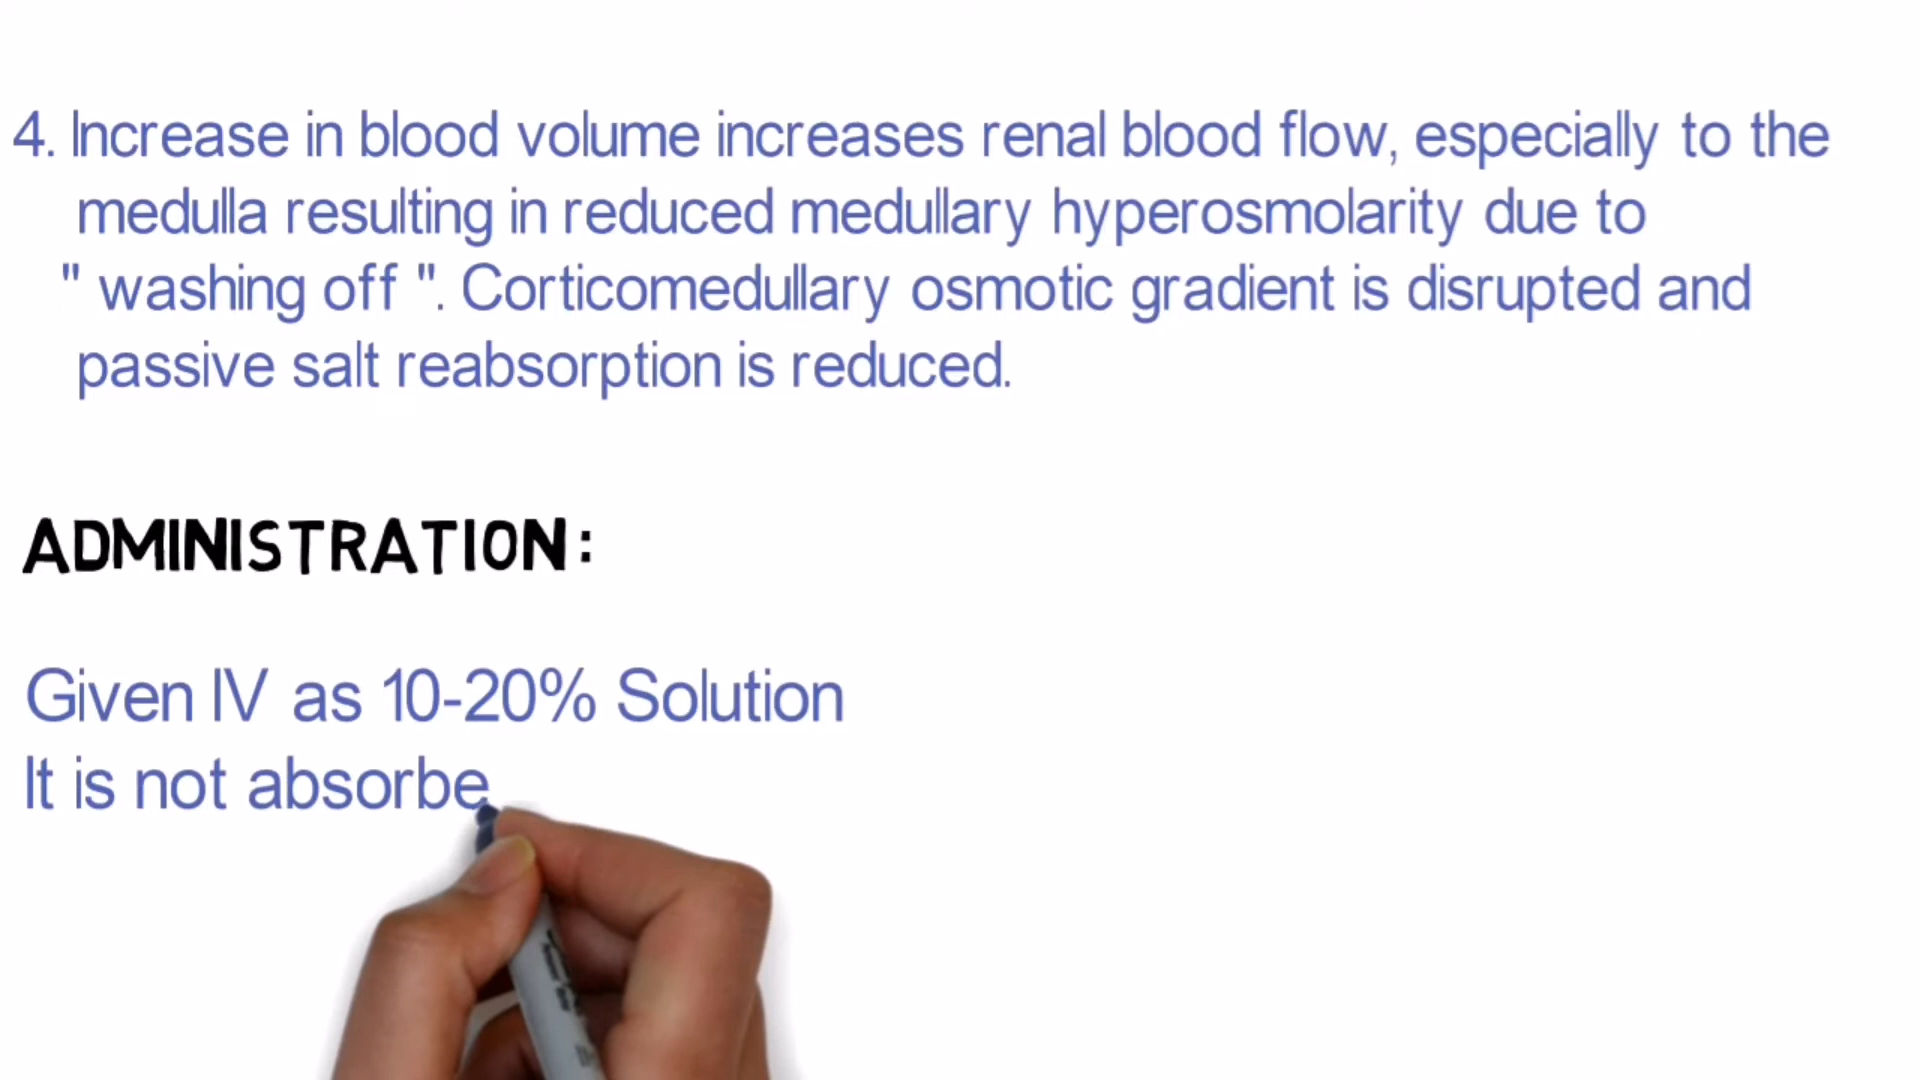 4. Increase in blood volume increases renal blood flow, especially to the
medulla resulting in reduced medullary hyperosmolarity due to
" washing off ". Corticomedullary osmotic gradient is disrupted and
passive salt reabsorption is reduced.
ADMINISTRATION:
Given IV as 10-20% Solution
It is not absorbe